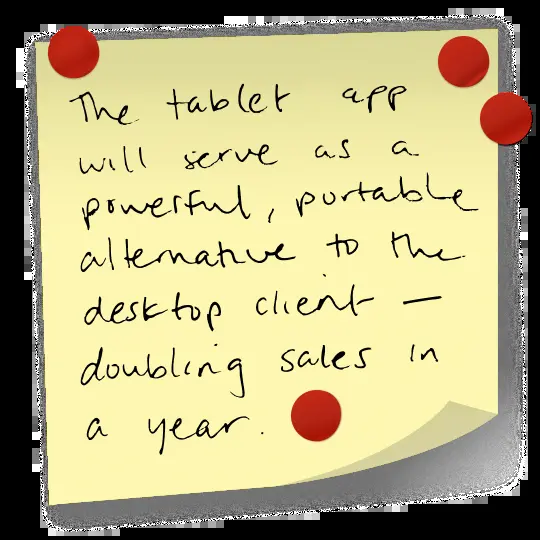 The tablet app
will serve as a
powerful, portable
alternative to the
desktop client —
doubling sales in
a year.